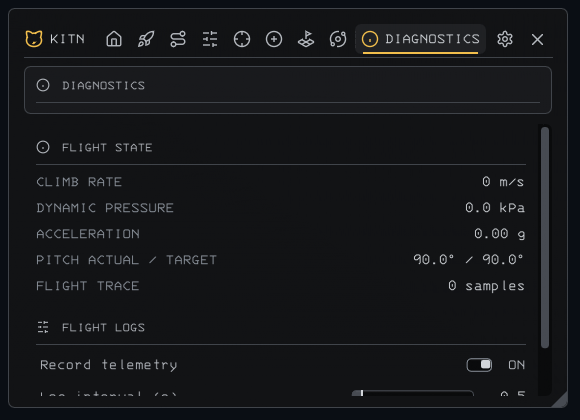 KITN DIAGNOSTICS
DIAGNOSTICS
FLIGHT STATE
CLIMB RATE 0 m/s
DYNAMIC PRESSURE 0.0 kPa
ACCELERATION 0.00 g
PITCH ACTUAL / TARGET 90.0° / 90.0°
FLIGHT TRACE 0 samples
FLIGHT LOGS
Record telemetry ON